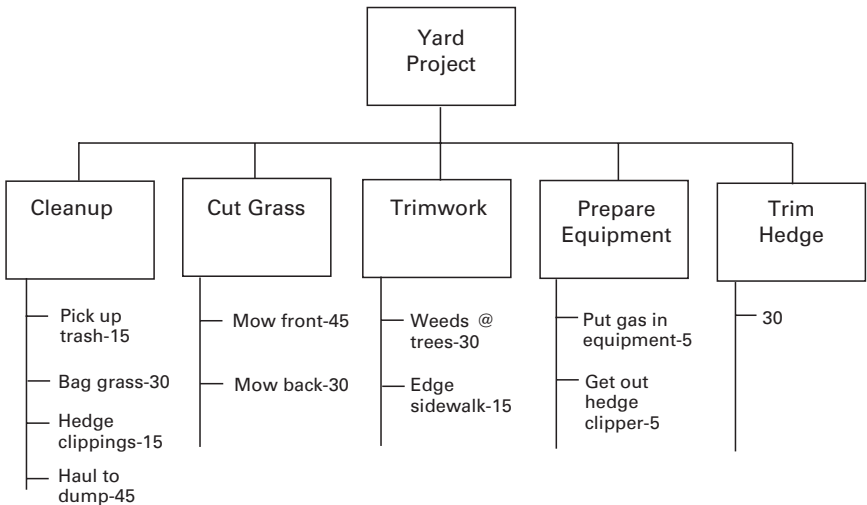 Yard
Project
Cleanup
Cut Grass
Trimwork
Prepare
Equipment
Trim
Hedge
Pick up
trash-15
Bag grass-30
Hedge
clippings-15
Haul to
dump-45
Mow front-45
Mow back-30
Weeds @
trees-30
Edge
sidewalk-15
Put gas in
equipment-5
Get out
hedge
clipper-5
30